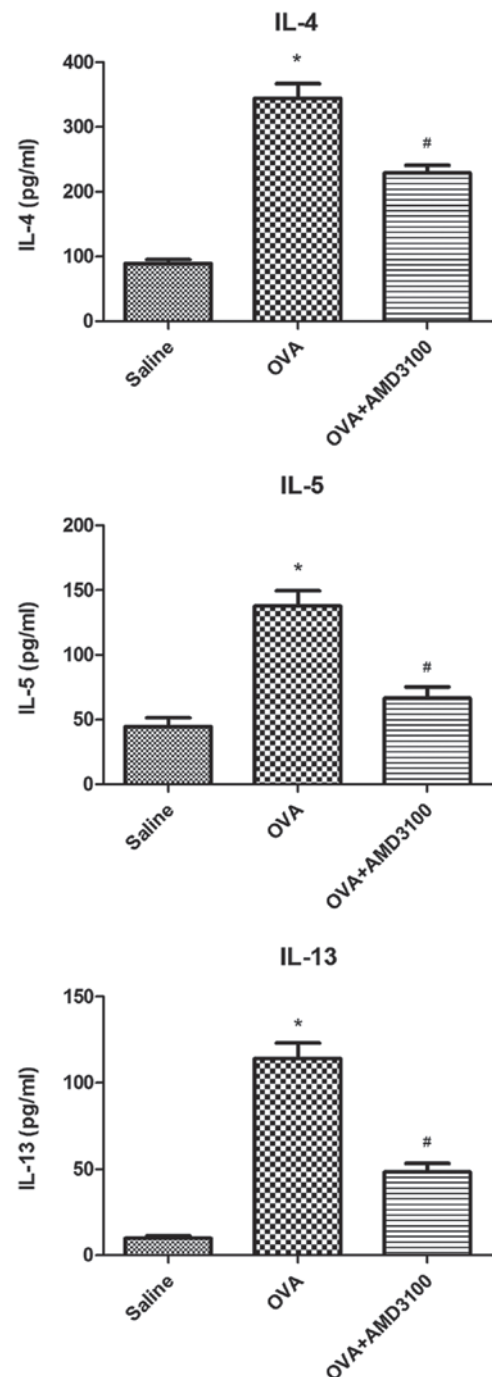 IL-4
IL-4 (pg/ml)
400
300
200
100
0
*
#
Saline
OVA
OVA+AMD3100
IL-5
IL-5 (pg/ml)
200
150
100
50
0
*
#
Saline
OVA
OVA+AMD3100
IL-13
IL-13 (pg/ml)
150
100
50
0
*
#
Saline
OVA
OVA+AMD3100